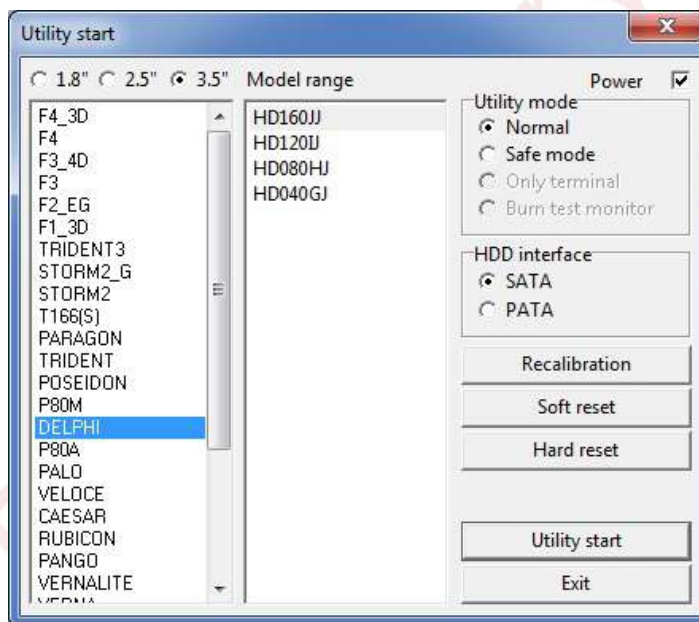 Utility start
1.8" 2.5" 3.5" Model range Power
F4_3D
F4
F3_4D
F3
F2_EG
F1_3D
TRIDENT3
STORM2_G
STORM2
T166(S)
PARAGON
TRIDENT
POSEIDON
P80M
DELPHI
P80A
PALO
VELOCE
CAESAR
RUBICON
PANGO
VERNALITE
HD160JJ
HD120IJ
HD080HJ
HD040GJ
Utility mode
Normal
Safe mode
Only terminal
Burn test monitor
HDD interface
SATA
PATA
Recalibration
Soft reset
Hard reset
Utility start
Exit